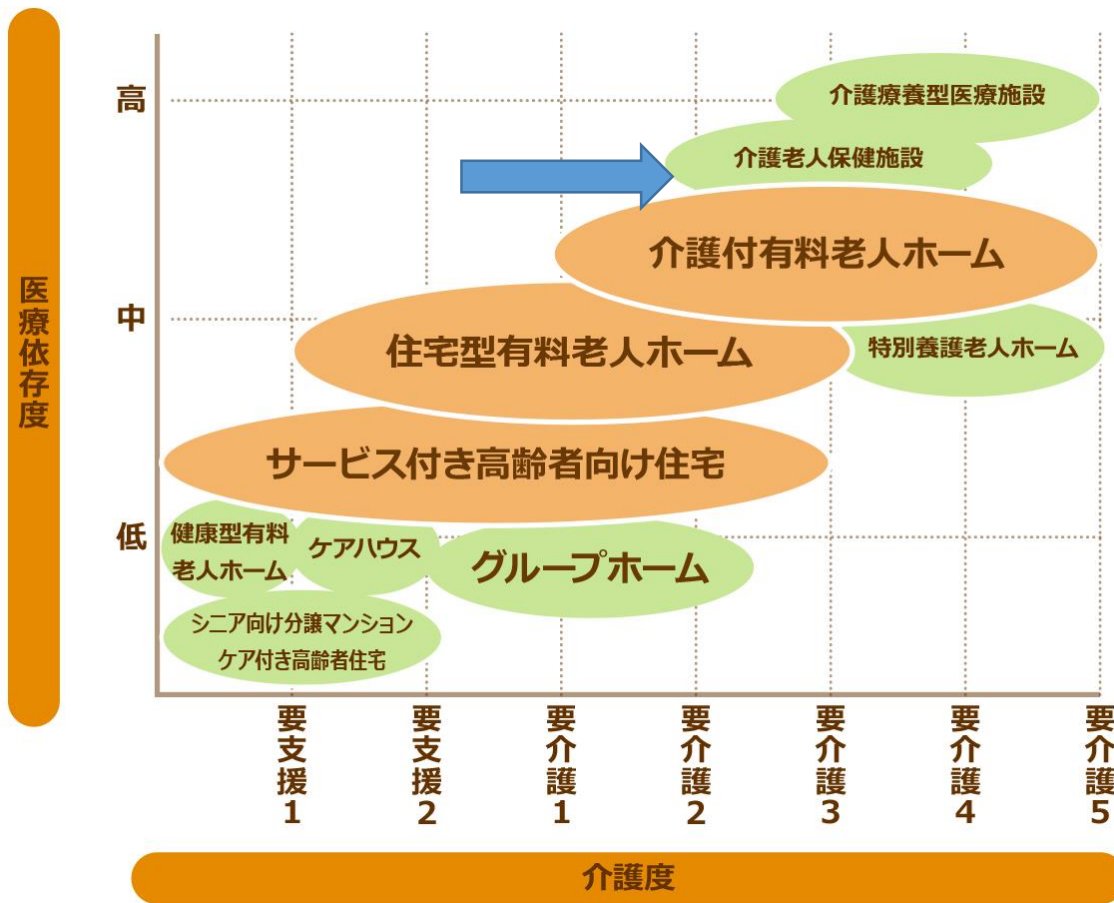 医療依存度
高
中
低
介護療養型医療施設
介護老人保健施設
介護付有料老人ホーム
住宅型有料老人ホーム
特別養護老人ホーム
サービス付き高齢者向け住宅
健康型有料
老人ホーム
ケアハウス
グループホーム
シニア向け分譲マンション
ケア付き高齢者住宅
要支援1
要支援2
要介護1
要介護2
要介護3
要介護4
要介護5
介護度